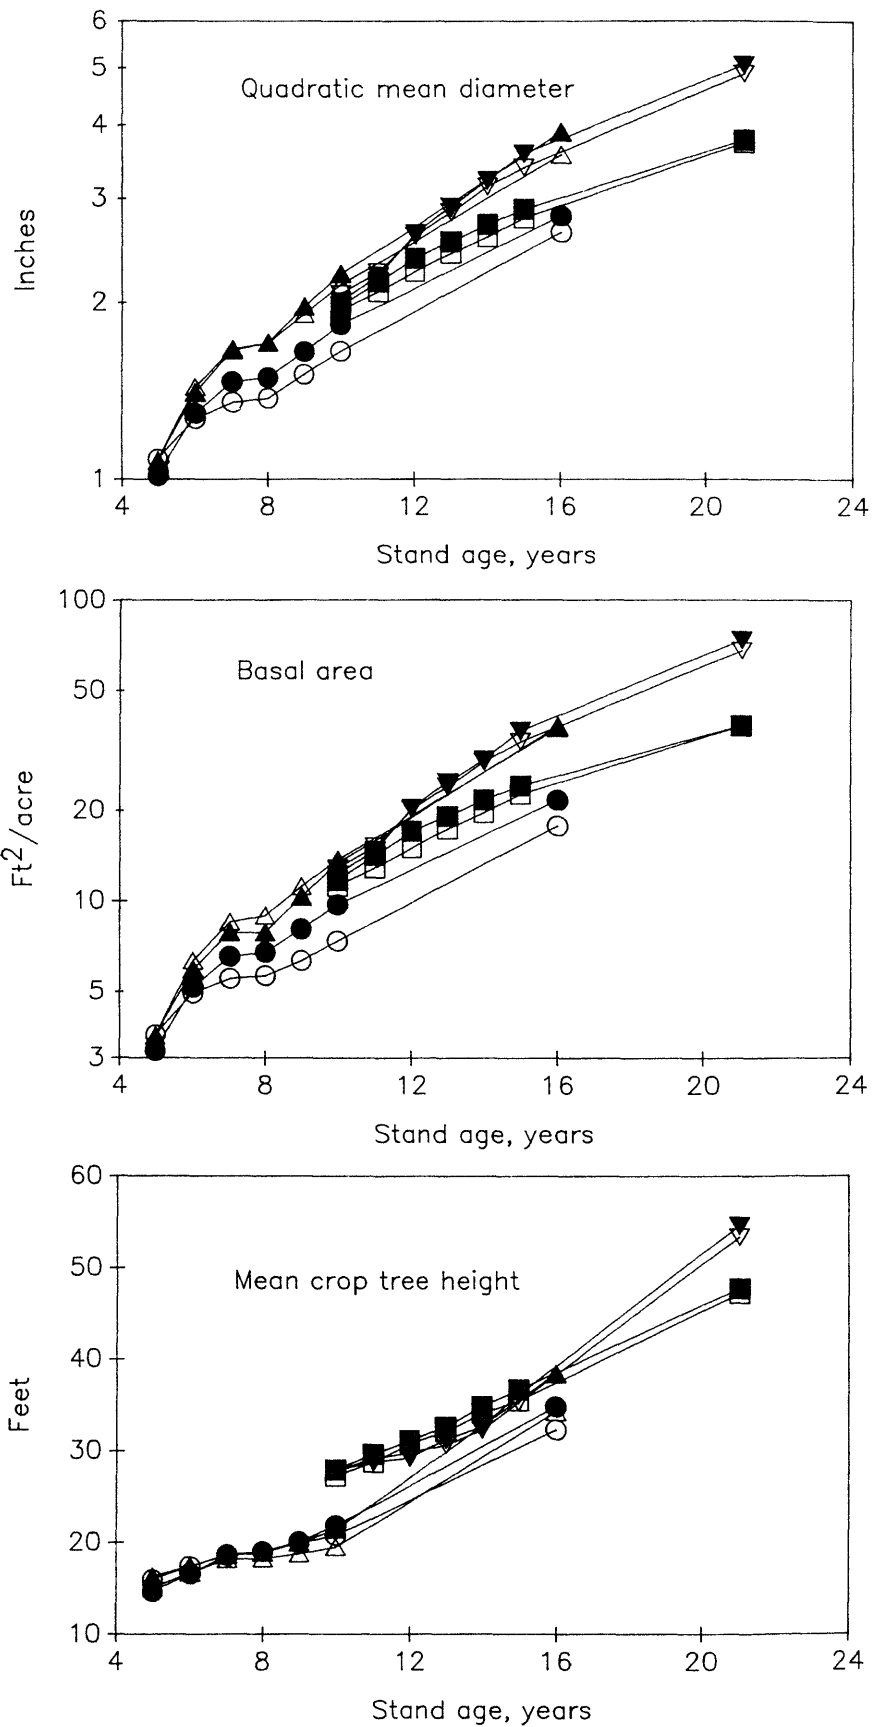 6
5
Quadratic mean diameter
4
3
Inches
2
1
4 8 12 16 20 24
Stand age, years
100
Basal area
50
Ft²/acre
20
10
5
3
4 8 12 16 20 24
Stand age, years
60
50
Mean crop tree height
40
Feet
30
20
10
4 8 12 16 20 24
Stand age, years